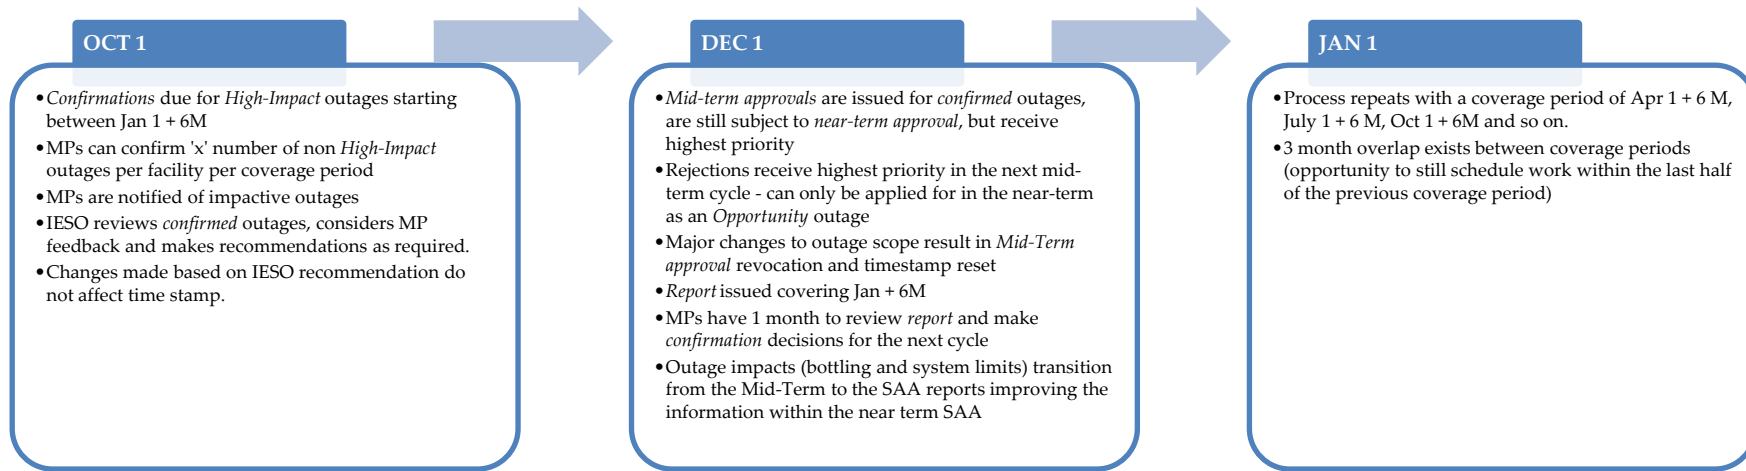 OCT 1
•Confirmations due for High-Impact outages starting
between Jan 1 + 6M
•MPs can confirm 'x' number of non High-Impact
outages per facility per coverage period
•MPs are notified of impactive outages
•IESO reviews confirmed outages, considers MP
feedback and makes recommendations as required.
•Changes made based on IESO recommendation do
not affect time stamp.
DEC 1
•Mid-term approvals are issued for confirmed outages,
are still subject to near-term approval, but receive
highest priority
•Rejections receive highest priority in the next mid-
term cycle - can only be applied for in the near-term
as an Opportunity outage
•Major changes to outage scope result in Mid-Term
approval revocation and timestamp reset
•Report issued covering Jan + 6M
•MPs have 1 month to review report and make
confirmation decisions for the next cycle
•Outage impacts (bottling and system limits) transition
from the Mid-Term to the SAA reports improving the
information within the near term SAA
JAN 1
•Process repeats with a coverage period of Apr 1 + 6 M,
July 1 + 6 M, Oct 1 + 6M and so on.
•3 month overlap exists between coverage periods
(opportunity to still schedule work within the last half
of the previous coverage period)